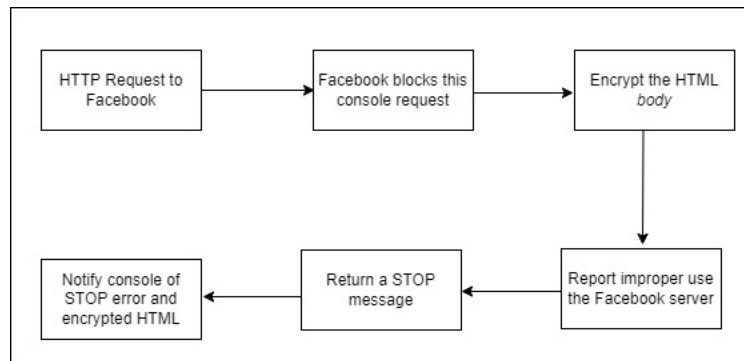 HTTP Request to
Facebook
Facebook blocks this
console request
Encrypt the HTML
body
Report improper use
the Facebook server
Return a STOP
message
Notify console of
STOP error and
encrypted HTML